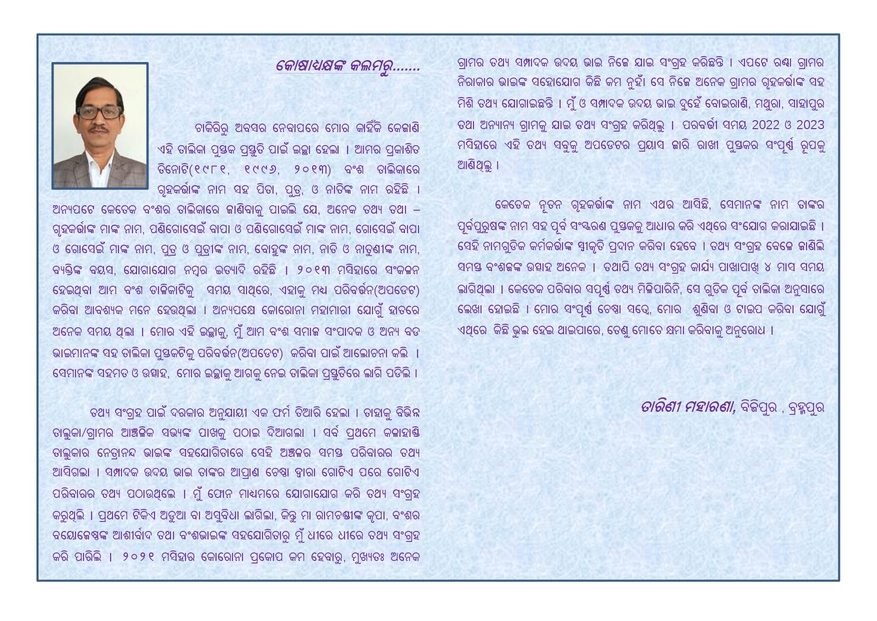 କୋଷାଧ୍ୟକ୍ଷଙ୍କ କଲମରୁ.......
ଚାକିରିରୁ ଅବସର ନେବାପରେ ମୋର କାହିଁକି କେଜାଣି
ଏହି ତାଲିକା ପୁସ୍ତକ ପ୍ରସ୍ତୁତି ପାଇଁ ଇଚ୍ଛା ହେଲା । ଆମର ପ୍ରକାଶିତ
ତିନୋଟି(୧୯୮୧, ୧୯୯୬, ୨୦୧୩) ବଂଶ ତାଲିକାରେ
ଗୃହକର୍ତ୍ତାଙ୍କ ନାମ ସହ ପିତା, ପୁତ୍ର, ଓ ନାତିଙ୍କ ନାମ ରହିଛି ।
ଅନ୍ୟପଟେ କେତେକ ବଂଶର ତାଲିକାରେ ଜାଣିବାକୁ ପାଇଲି ଯେ, ଅନେକ ତଥ୍ୟ ତଥା –
ଗୃହକର୍ତ୍ତାଙ୍କ ମାଙ୍କ ନାମ, ପଣିଗୋସେଇଁ ବାପା ଓ ପଣିଗୋସେଇଁ ମାଙ୍କ ନାମ, ଗୋସେଇଁ ବାପା
ଓ ଗୋସେଇଁ ମାଙ୍କ ନାମ, ପୁତ୍ର ଓ ପୁତ୍ରୀଙ୍କ ନାମ, ବୋହୁଙ୍କ ନାମ, ନାତି ଓ ନାତୁଣୀଙ୍କ ନାମ,
ବ୍ୟକ୍ତିଙ୍କ ବୟସ, ଯୋଗାଯୋଗ ନମ୍ବର ଇତ୍ୟାଦି ରହିଛି । ୨୦୧୩ ମସିହାରେ ସଂକଳନ
ହେଇଥିବା ଆମ ବଂଶ ତାଲିକାଟିକୁ ସମୟ ସାଥିରେ, ଏହାକୁ ମଧ୍ୟ ପରିବର୍ତ୍ତନ(ଅପଡେଟ)
କରିବା ଆବଶ୍ୟକ ମନେ ହେଉଥିଲା । ଅନ୍ୟପକ୍ଷେ କୋରୋନା ମହାମାରୀ ଯୋଗୁଁ ହାତରେ
ଅନେକ ସମୟ ଥିଲା । ମୋର ଏହି ଇଚ୍ଛାକୁ, ମୁଁ ଆମ ବଂଶ ସମାଜ ସଂପାଦକ ଓ ଅନ୍ୟ ବଡ
ଭାଇମାନଙ୍କ ସହ ତାଲିକା ପୁସ୍ତକଟିକୁ ପରିବର୍ତ୍ତନ(ଅପଡେଟ) କରିବା ପାଇଁ ଆଲୋଚନା କଲି ।
ସେମାନଙ୍କ ସହମତ ଓ ଉତ୍ସାହ, ମୋର ଇଚ୍ଛାକୁ ଆଗକୁ ନେଇ ତାଲିକା ପ୍ରସ୍ତୁତିରେ ଲାଗି ପଡିଲି ।
ତଥ୍ୟ ସଂଗ୍ରହ ପାଇଁ ଦରକାର ଅନୁଯାୟୀ ଏକ ଫର୍ମ ତିଆରି ହେଲା । ତାହାକୁ ବିଭିନ୍ନ
ତାଲୁକା/ଗ୍ରାମର ଆଞ୍ଚଳିକ ସଭ୍ୟଙ୍କ ପାଖକୁ ପଠାଇ ଦିଆଗଲା । ସର୍ବ ପ୍ରଥମେ କଳାହାଣ୍ଡି
ତାଲୁକାର ନେତ୍ରାନନ୍ଦ ଭାଇଙ୍କ ସହଯୋଗିତାରେ ସେହି ଅଞ୍ଚଳର ସମସ୍ତ ପରିବାରର ତଥ୍ୟ
ଆସିଗଲା । ସମ୍ପାଦକ ଉଦୟ ଭାଇ ତାଙ୍କର ଆପ୍ରାଣ ଚେଷ୍ଟା ଦ୍ଵାରା ଗୋଟିଏ ପରେ ଗୋଟିଏ
ପରିବାରର ତଥ୍ୟ ପଠାଉଥିଲେ । ମୁଁ ଫୋନ ମାଧ୍ୟମରେ ଯୋଗାଯୋଗ କରି ତଥ୍ୟ ସଂଗ୍ରହ
କରୁଥିଲି । ପ୍ରଥମେ ଟିକିଏ ଅଡୁଆ ବା ଅସୁବିଧା ଲାଗିଲା, କିନ୍ତୁ ମା ରାମଚଣ୍ଡୀଙ୍କ କୃପା, ବଂଶର
ବୟୋଜେଷ୍ଠଙ୍କ ଆଶୀର୍ବାଦ ତଥା ବଂଶଭାଇଙ୍କ ସହଯୋଗିତାରୁ ମୁଁ ଧୀରେ ଧୀରେ ତଥ୍ୟ ସଂଗ୍ରହ
କରି ପାରିଲି । ୨୦୨୧ ମସିହାର କୋରୋନା ପ୍ରକୋପ କମ ହେବାରୁ, ମୁଖ୍ୟତଃ ଅନେକ
ଗ୍ରାମର ତଥ୍ୟ ସମ୍ପାଦକ ଉଦୟ ଭାଇ ନିଜେ ଯାଇ ସଂଗ୍ରହ କରିଛନ୍ତି । ଏପଟେ ରଣ୍ଢା ଗ୍ରାମର
ନିରାକାର ଭାଇଙ୍କ ସହୋଯୋଗ କିଛି କମ ନୁହଁ। ସେ ନିଜେ ଅନେକ ଗ୍ରାମର ଗୃହକର୍ତ୍ତାଙ୍କ ସହ
ମିଶି ତଥ୍ୟ ଯୋଗାଇଛନ୍ତି । ମୁଁ ଓ ସମ୍ପାଦକ ଉଦୟ ଭାଇ ଦୁହେଁ ବୋଇରାଣି, ମଥୁରା, ସାହାପୁର
ତଥା ଅନ୍ୟାନ୍ୟ ଗ୍ରାମକୁ ଯାଇ ତଥ୍ୟ ସଂଗ୍ରହ କରିଥିଲୁ । ପରବର୍ତ୍ତୀ ସମୟ 2022 ଓ 2023
ମସିହାରେ ଏହି ତଥ୍ୟ ସବୁକୁ ଅପଡେଟର ପ୍ରୟାସ ଜାରି ରାଖୀ ପୁସ୍ତକର ସଂପୂର୍ଣ୍ଣ ରୂପକୁ
ଆଣିଥିଲୁ ।
କେତେକ ନୂତନ ଗୃହକର୍ତ୍ତାଙ୍କ ନାମ ଏଥର ଆସିଛି, ସେମାନଙ୍କ ନାମ ତାଙ୍କର
ପୂର୍ବପୁରୁଷଙ୍କ ନାମ ସହ ପୂର୍ବ ସଂସ୍କରଣ ପୁସ୍ତକକୁ ଆଧାର କରି ଏଥିରେ ସଂଯୋଗ କରାଯାଇଛି ।
ସେହି ନାମଗୁଡିକ କର୍ମକର୍ତ୍ତାଙ୍କ ସ୍ୱୀକୃତି ପ୍ରଦାନ କରିବା ହେବେ । ତଥ୍ୟ ସଂଗ୍ରହ ବେଳେ ଜାଣିଲି
ସମସ୍ତ ବଂଶଜଙ୍କ ଉତ୍ସାହ ଅନେକ । ତଥାପି ତଥ୍ୟ ସଂଗ୍ରହ କାର୍ଯ୍ୟ ପାଖାପାଖି ୪ ମାସ ସମୟ
ଲାଗିଥିଲା । କେତେକ ପରିବାର ସପୂର୍ଣ୍ଣ ତଥ୍ୟ ମିଳିପାରିନି, ସେ ଗୁଡିକ ପୂର୍ବ ତାଲିକା ଅନୁସାରେ
ଲେଖା ହୋଇଛି । ମୋର ସଂପୂର୍ଣ୍ଣ ଚେଷ୍ଟା ସତ୍ତ୍ୱେ, ମୋର ଶୁଣିବା ଓ ଟାଇପ କରିବା ଯୋଗୁଁ
ଏଥିରେ କିଛି ଭୁଲ ହେଇ ଥାଇପାରେ, ତେଣୁ ମୋତେ କ୍ଷମା କରିବାକୁ ଅନୁରୋଧ ।
ତାରିଣୀ ମହାରଣା, ବିଜିପୁର , ବ୍ରହ୍ମପୁର